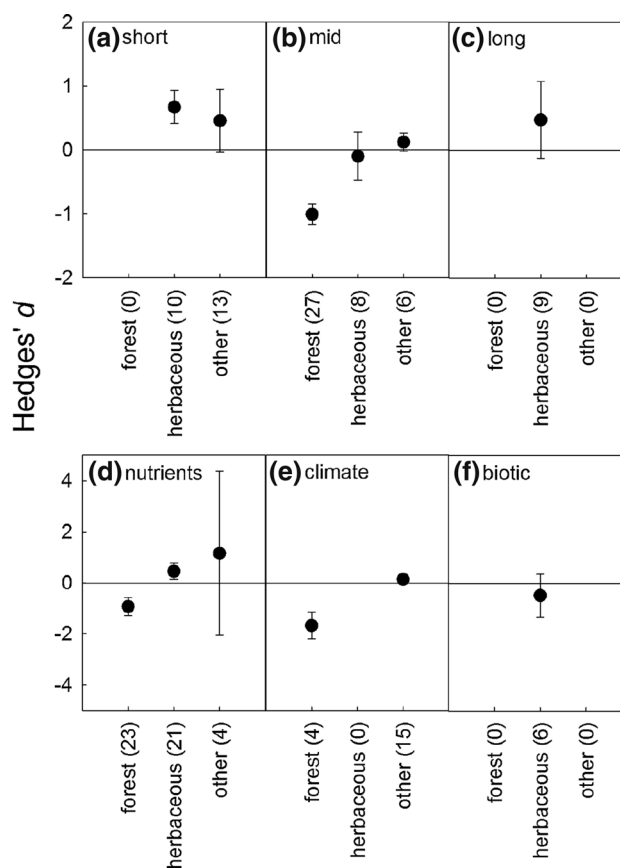 (a) short
(b) mid
(c) long
2
1
0
-1
-2
forest (0)
herbaceous (10)
other (13)
forest (27)
herbaceous (8)
other (6)
forest (0)
herbaceous (9)
other (0)
Hedges' d
(d) nutrients
(e) climate
(f) biotic
4
2
0
-2
-4
forest (23)
herbaceous (21)
other (4)
forest (4)
herbaceous (0)
other (15)
forest (0)
herbaceous (6)
other (0)